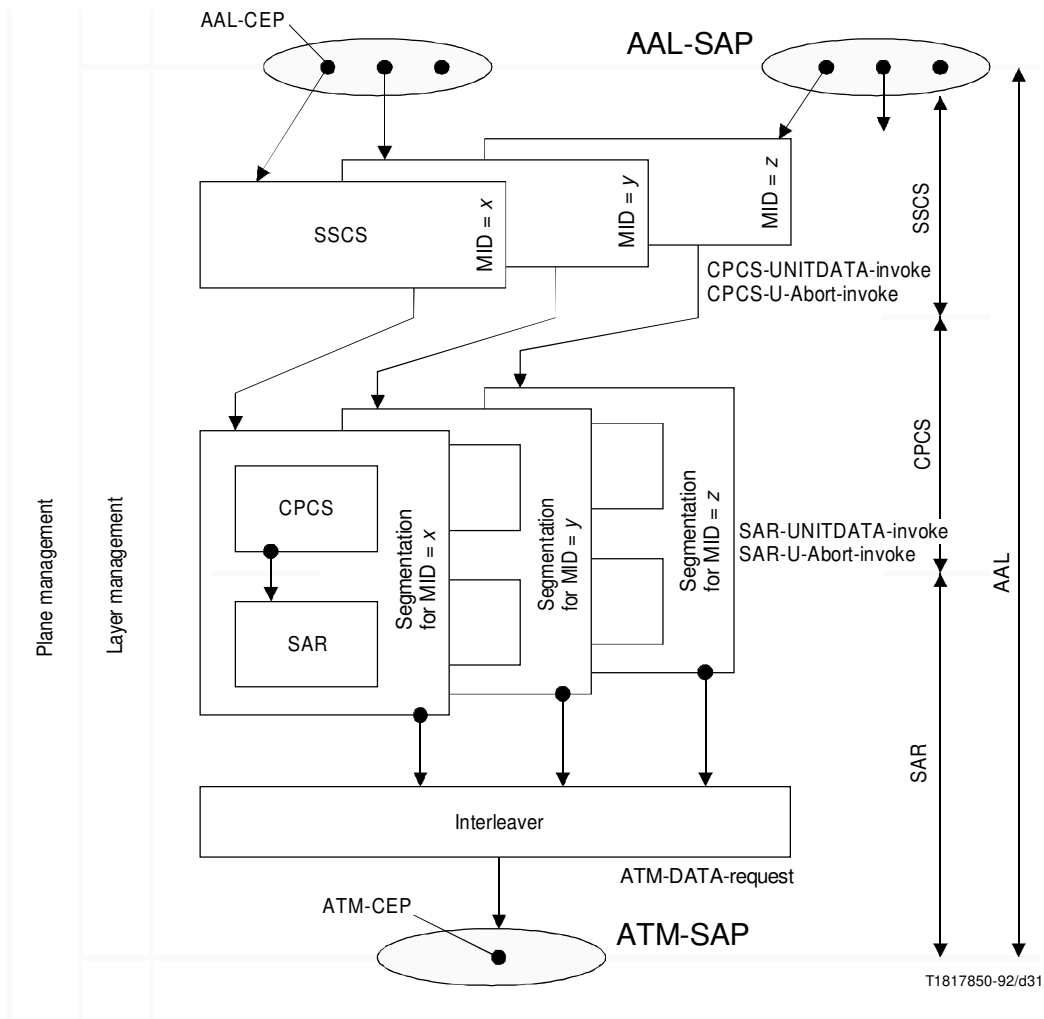 AAL-CEP
AAL-SAP
MID = z
MID = y
MID = x
SSCS
SSCS
CPCS-UNITDATA-invoke
CPCS-U-Abort-invoke
CPCS
Segmentation
for MID = x
Segmentation
for MID = y
Segmentation
for MID = z
CPCS
SAR
SAR-UNITDATA-invoke
SAR-U-Abort-invoke
AAL
Plane management
Layer management
SAR
Interleaver
ATM-DATA-request
ATM-CEP
ATM-SAP
T1817850-92/d31